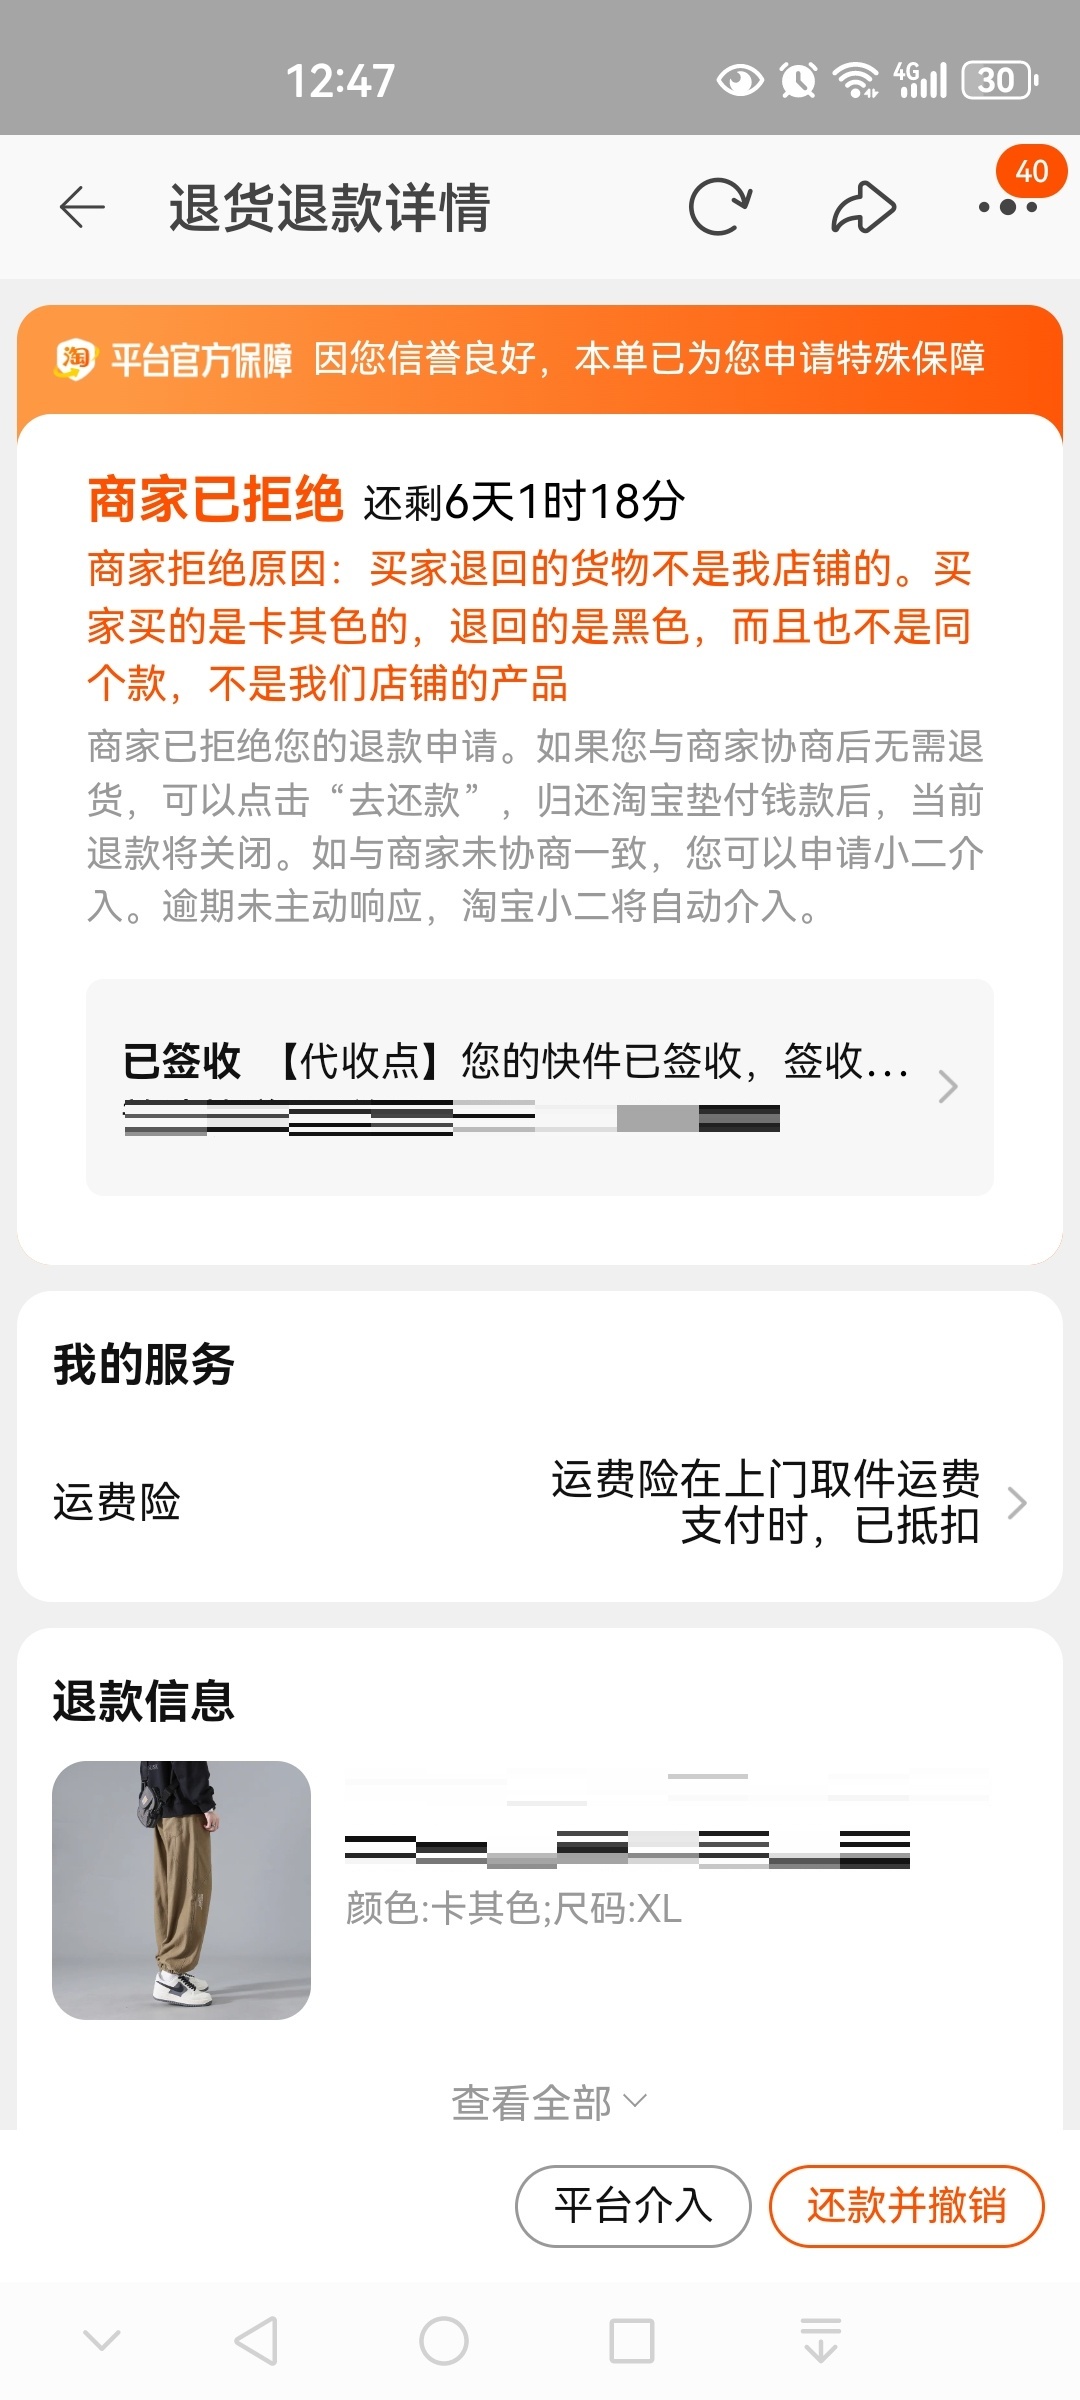 12:47
4G
30
退货退款详情
40
淘 平台官方保障 因您信誉良好，本单已为您申请特殊保障
商家已拒绝 还剩6天1时18分
商家拒绝原因：买家退回的货物不是我店铺的。买
家买的是卡其色的，退回的是黑色，而且也不是同
个款，不是我们店铺的产品
商家已拒绝您的退款申请。如果您与商家协商后无需退
货，可以点击“去还款”，归还淘宝垫付钱款后，当前
退款将关闭。如与商家未协商一致，您可以申请小二介
入。逾期未主动响应，淘宝小二将自动介入。
已签收 【代收点】您的快件已签收，签收...
我的服务
运费险
运费险在上门取件运费
支付时，已抵扣
退款信息
颜色:卡其色;尺码:XL
查看全部
平台介入
还款并撤销